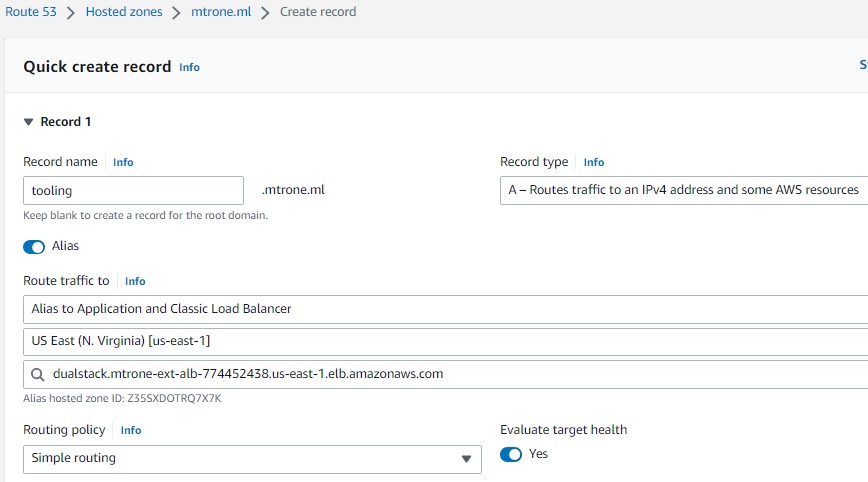 Route 53 > Hosted zones > mtrone.ml > Create record
Quick create record Info
Record 1
Record name Info
Record type Info
tooling .mtrone.ml
A – Routes traffic to an IPv4 address and some AWS resources
Keep blank to create a record for the root domain.
Alias
Route traffic to Info
Alias to Application and Classic Load Balancer
US East (N. Virginia) [us-east-1]
dualstack.mtrone-ext-alb-774452438.us-east-1.elb.amazonaws.com
Alias hosted zone ID: Z35SXDOTRQ7X7K
Routing policy Info
Evaluate target health
Simple routing
Yes